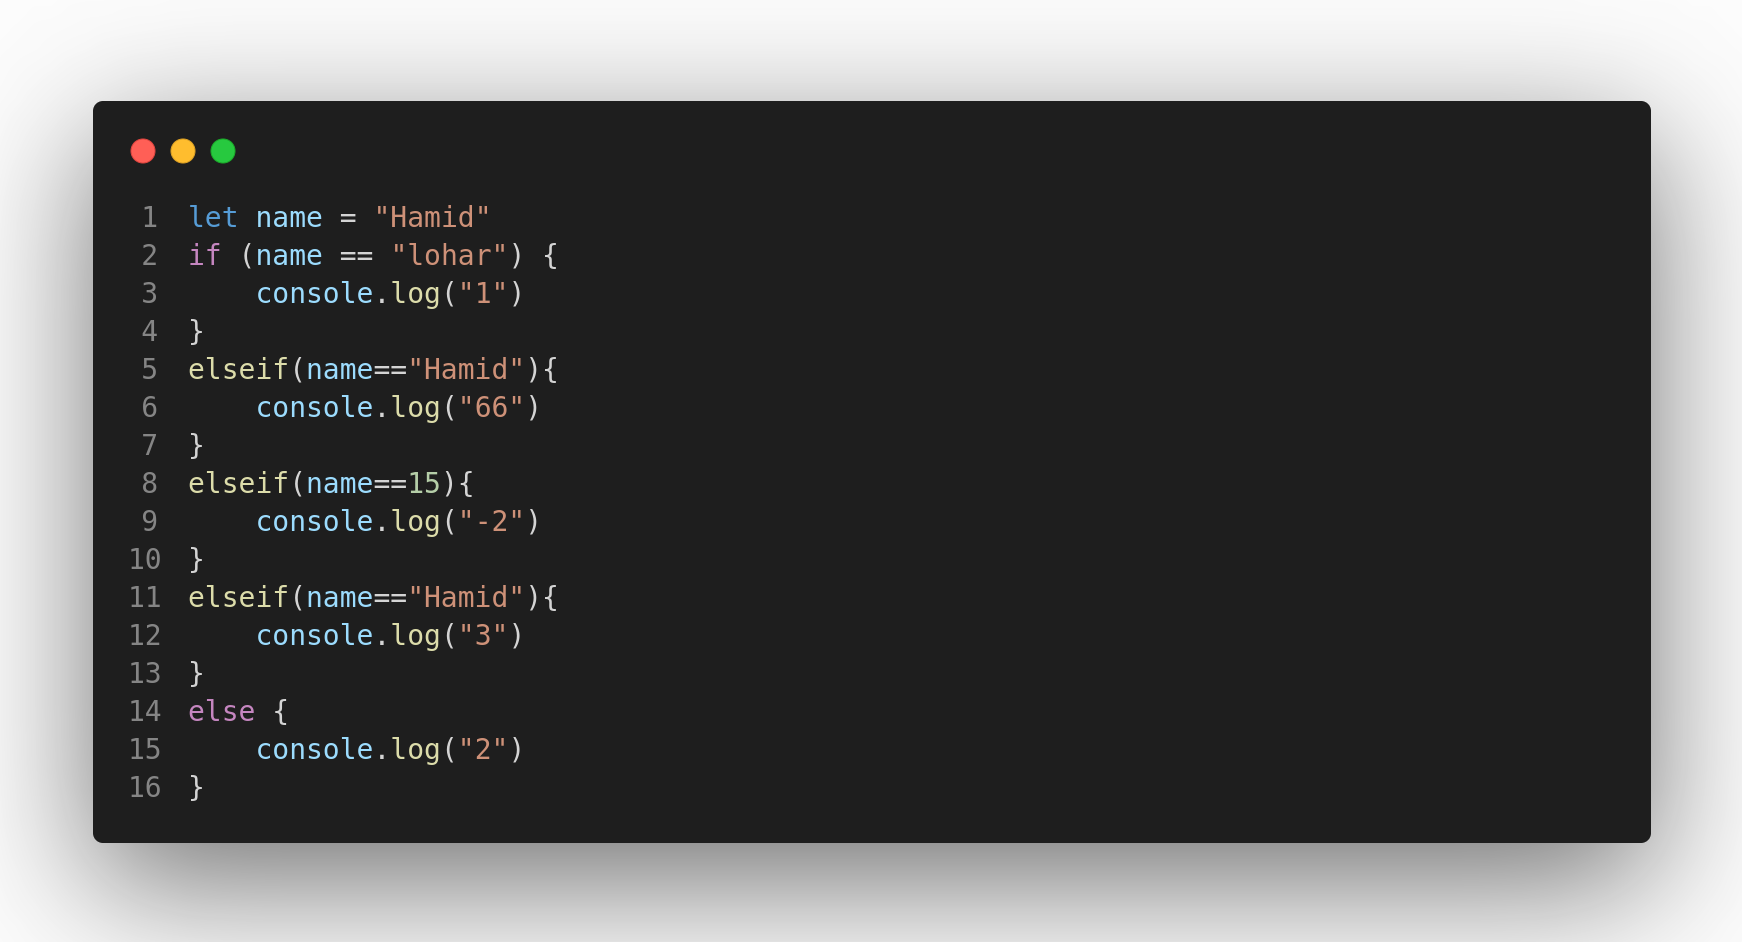 1 let name = "Hamid"
2 if (name == "lohar") {
3     console.log("1")
4 }
5 elseif(name=="Hamid"){
6     console.log("66")
7 }
8 elseif(name==15){
9     console.log("-2")
10 }
11 elseif(name=="Hamid"){
12     console.log("3")
13 }
14 else {
15     console.log("2")
16 }